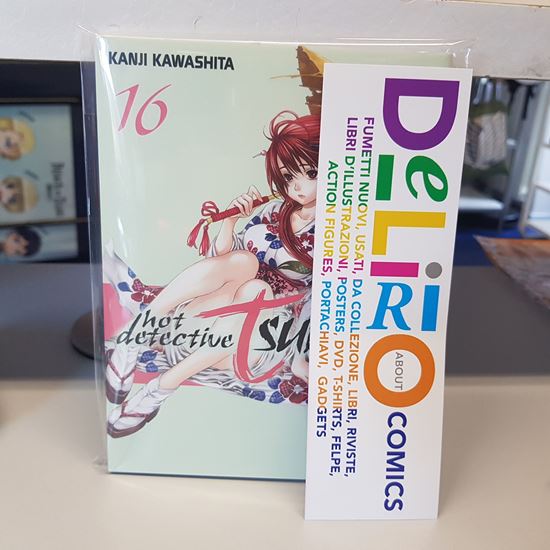 KANJI KAWASHITA
16
hot
detective
DeLiRiO
ABOUT
COMICS
FUMETTI NUOVI, USATI, DA COLLEZIONE, LIBRI, RIVISTE,
LIBRI D'ILLUSTRAZIONI, POSTERS, DVD, T-SHIRTS, FELPE,
ACTION FIGURES, PORTACHIAVI, GADGETS